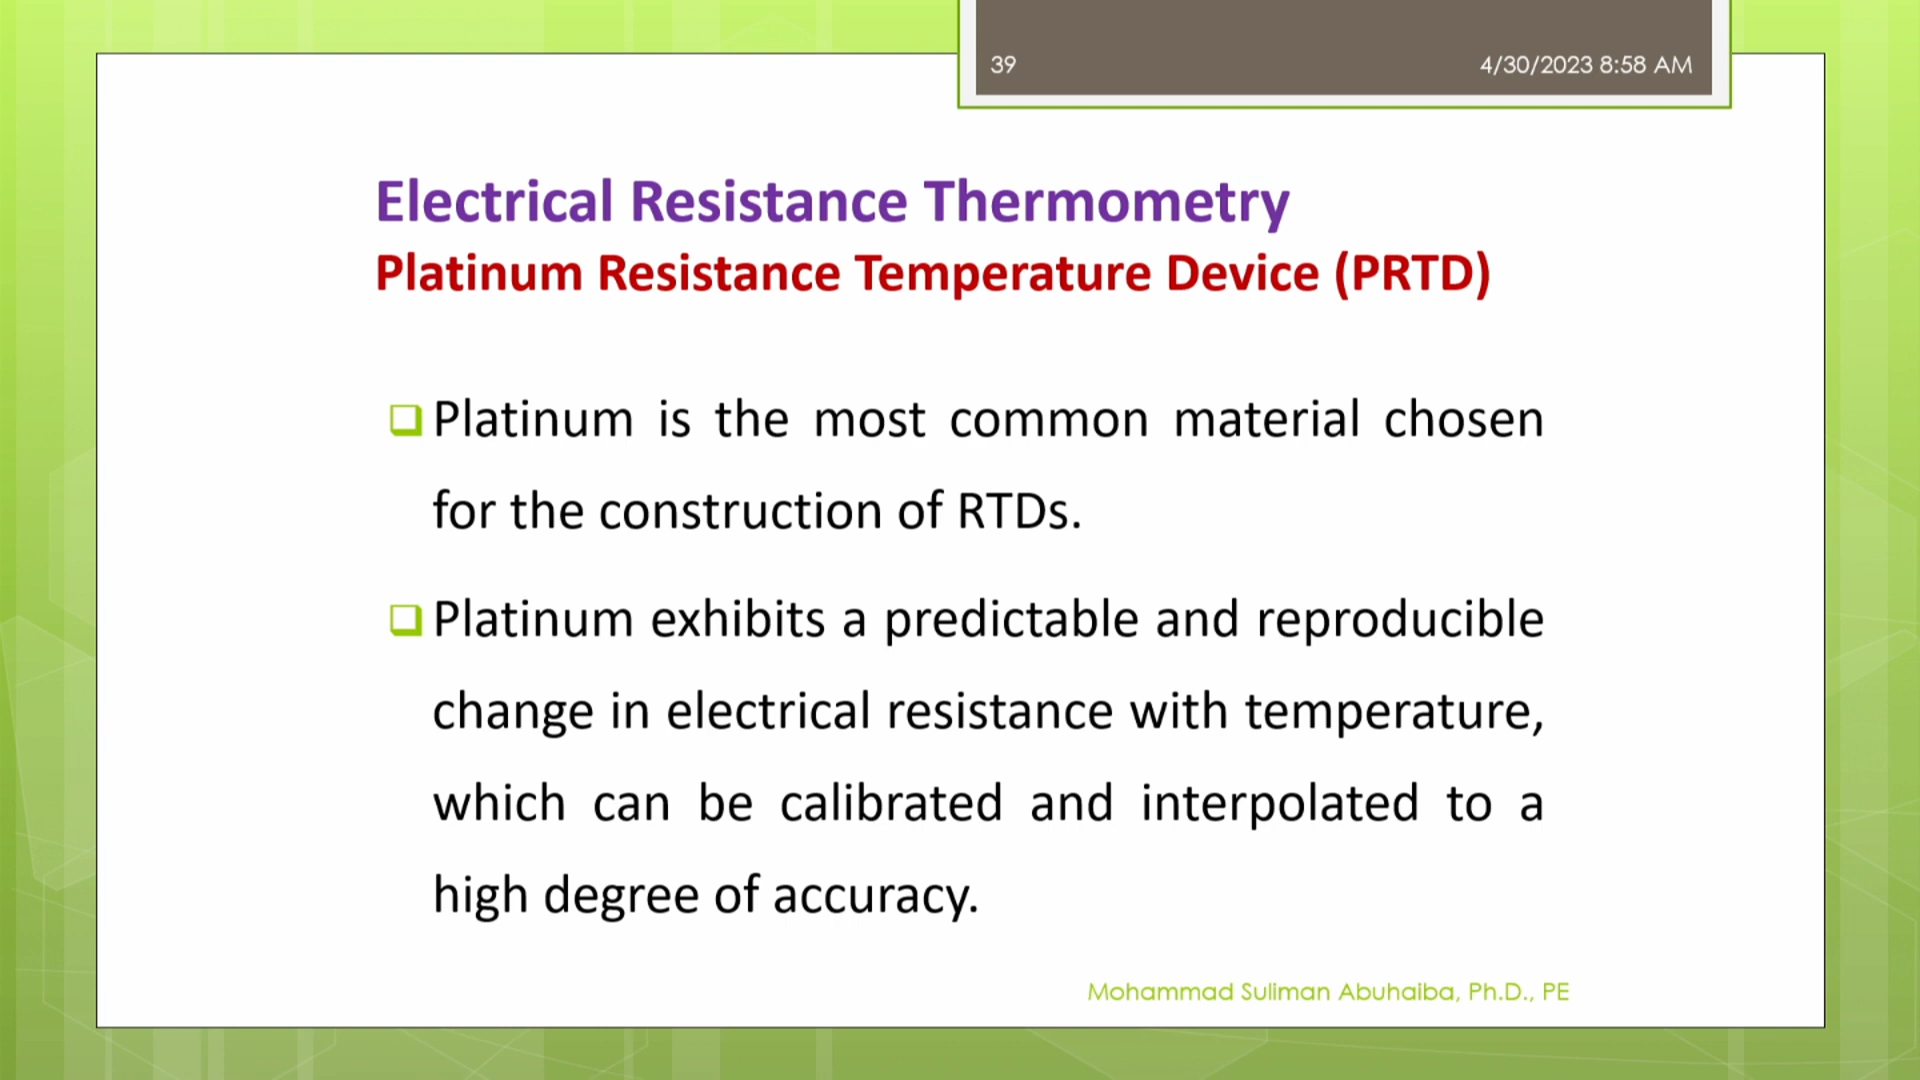 39
4/30/2023 8:58 AM
Electrical Resistance Thermometry
Platinum Resistance Temperature Device (PRTD)
Platinum is the most common material chosen
for the construction of RTDs.
Platinum exhibits a predictable and reproducible
change in electrical resistance with temperature,
which can be calibrated and interpolated to a
high degree of accuracy.
Mohammad Suliman Abuhaiba, Ph.D., PE